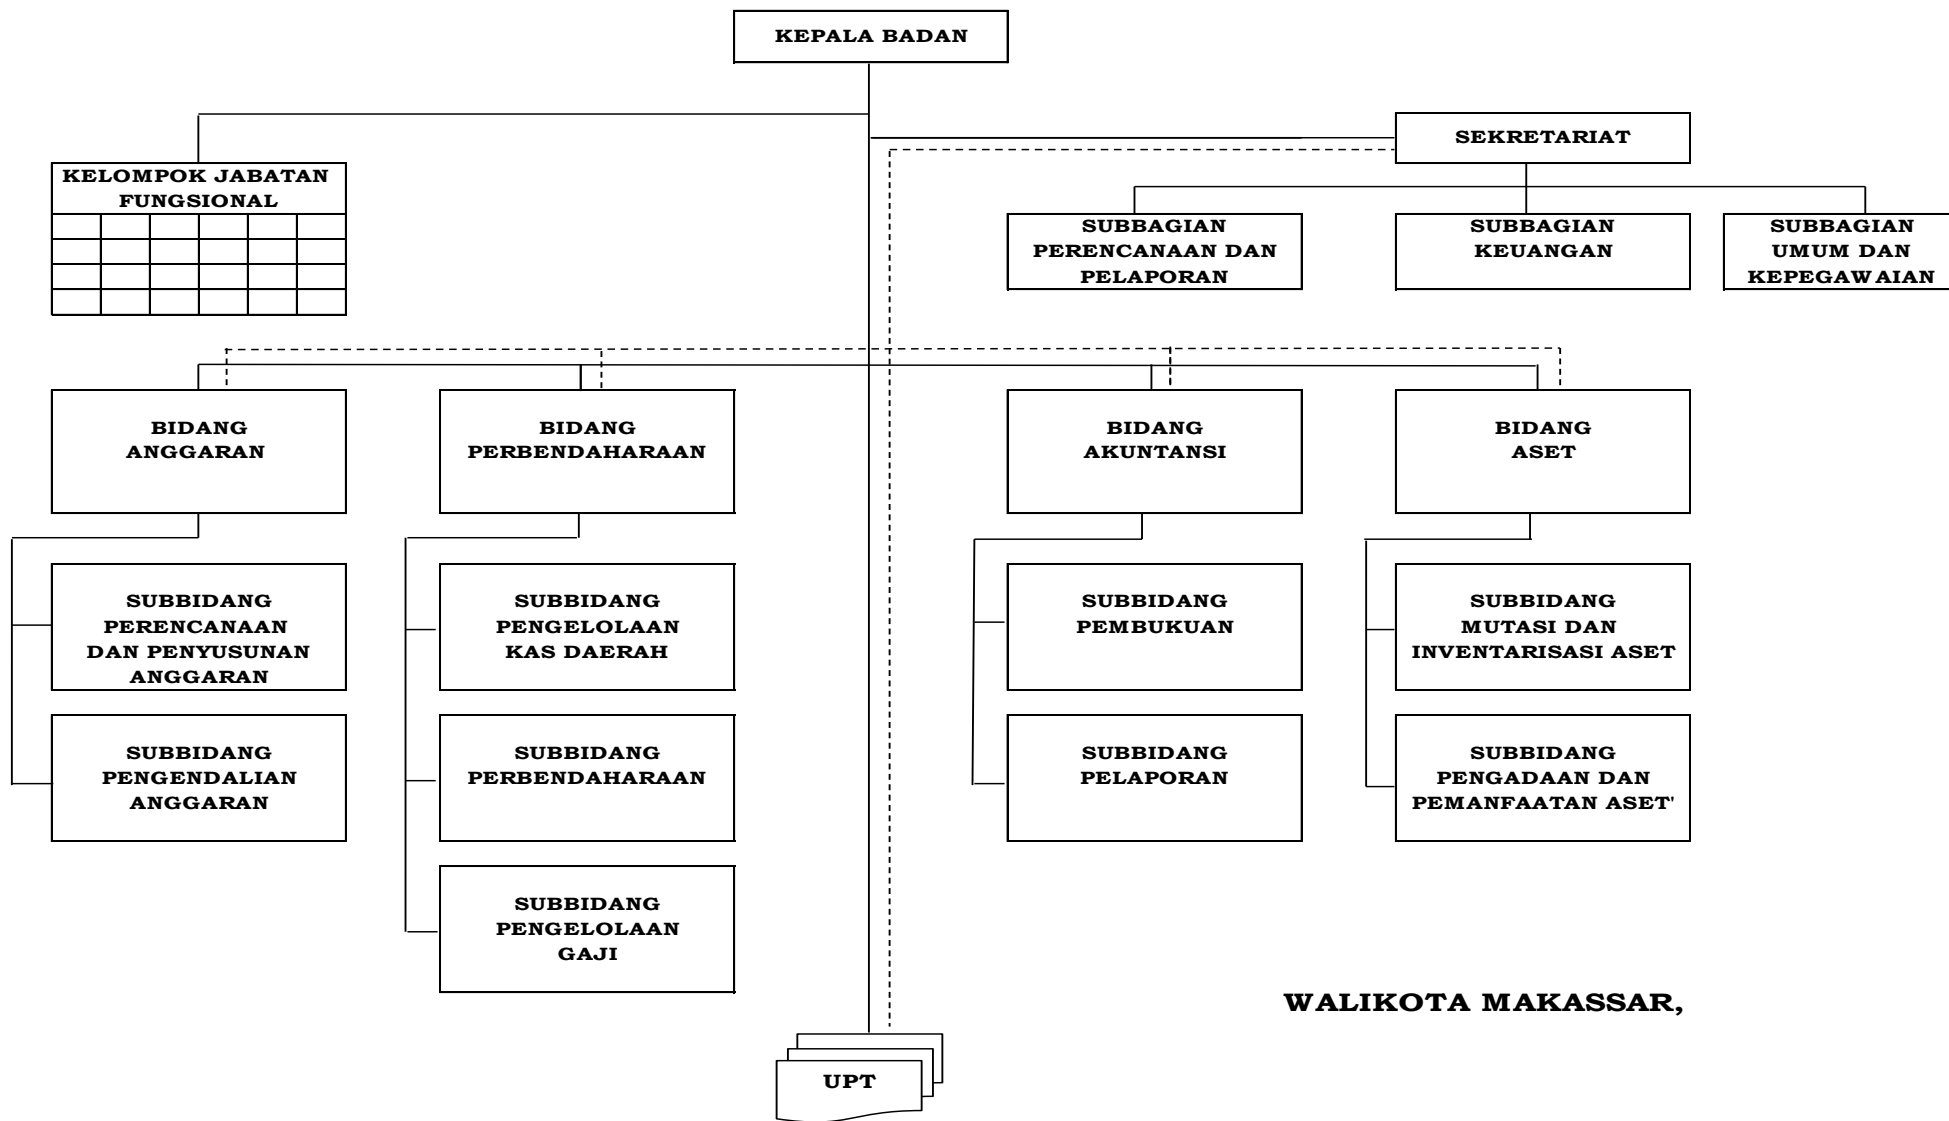 KEPALA BADAN
SEKRETARIAT
KELOMPOK JABATAN
FUNGSIONAL
SUBBAGIAN
PERENCANAAN DAN
PELAPORAN
SUBBAGIAN
KEUANGAN
SUBBAGIAN
UMUM DAN
KEPEGAWAIAN
BIDANG
ANGGARAN
BIDANG
PERBENDAHARAAN
BIDANG
AKUNTANSI
BIDANG
ASET
SUBBIDANG
PERENCANAAN
DAN PENYUSUNAN
ANGGARAN
SUBBIDANG
PENGELOLAAN
KAS DAERAH
SUBBIDANG
PEMBUKUAN
SUBBIDANG
MUTASI DAN
INVENTARISASI ASET
SUBBIDANG
PENGENDALIAN
ANGGARAN
SUBBIDANG
PERBENDAHARAAN
SUBBIDANG
PELAPORAN
SUBBIDANG
PENGADAAN DAN
PEMANFAATAN ASET'
SUBBIDANG
PENGELOLAAN
GAJI
WALIKOTA MAKASSAR,
UPT